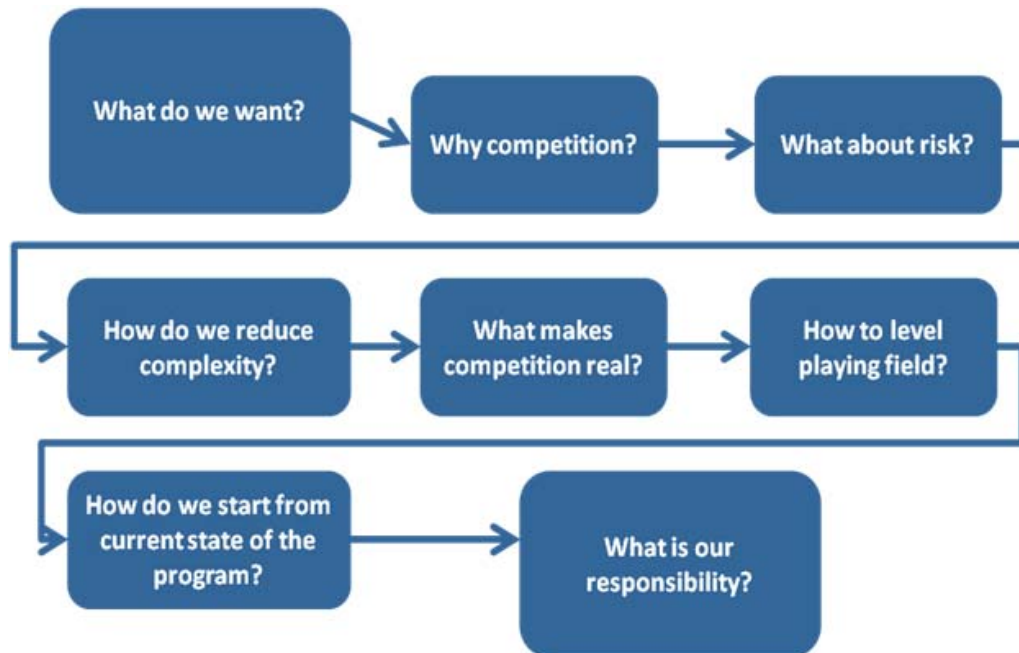 What do we want?
Why competition?
What about risk?
How do we reduce
complexity?
What makes
competition real?
How to level
playing field?
How do we start from
current state of the
program?
What is our
responsibility?